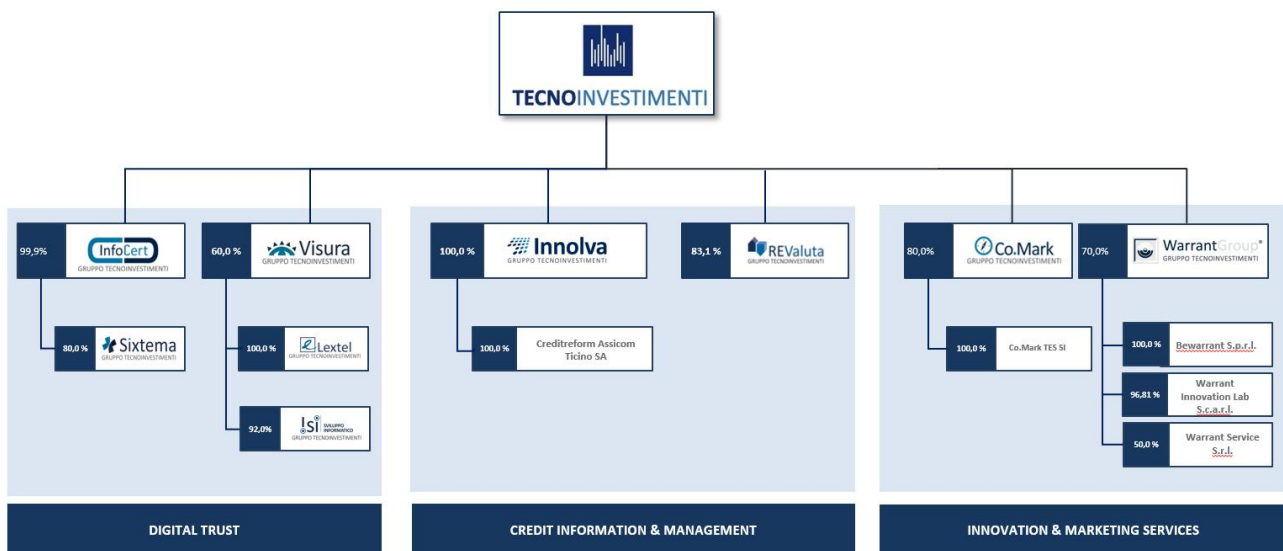 TECNOINVESTIMENTI
99,9%
InfoCert
GRUPPO TECNOINVESTIMENTI
80,0 %
Sixtema
GRUPPO TECNOINVESTIMENTI
60,0 %
Visura
GRUPPO TECNOINVESTIMENTI
100,0 %
Lextel
GRUPPO TECNOINVESTIMENTI
92,0%
ISI SVILUPPO
INFORMATICO
GRUPPO TECNOINVESTIMENTI
DIGITAL TRUST
100,0 %
Innolva
GRUPPO TECNOINVESTIMENTI
100,0 %
Creditreform Assicom
Ticino SA
83,1 %
REValuta
GRUPPO TECNOINVESTIMENTI
CREDIT INFORMATION & MANAGEMENT
80,0%
Co.Mark
GRUPPO TECNOINVESTIMENTI
100,0 %
Co.Mark TES SI
70,0%
WarrantGroup®
GRUPPO TECNOINVESTIMENTI
100,0 %
Bewarrant S.p.r.l.
96,81 %
Warrant
Innovation Lab
S.c.a.r.l.
50,0 %
Warrant Service
S.r.l.
INNOVATION & MARKETING SERVICES